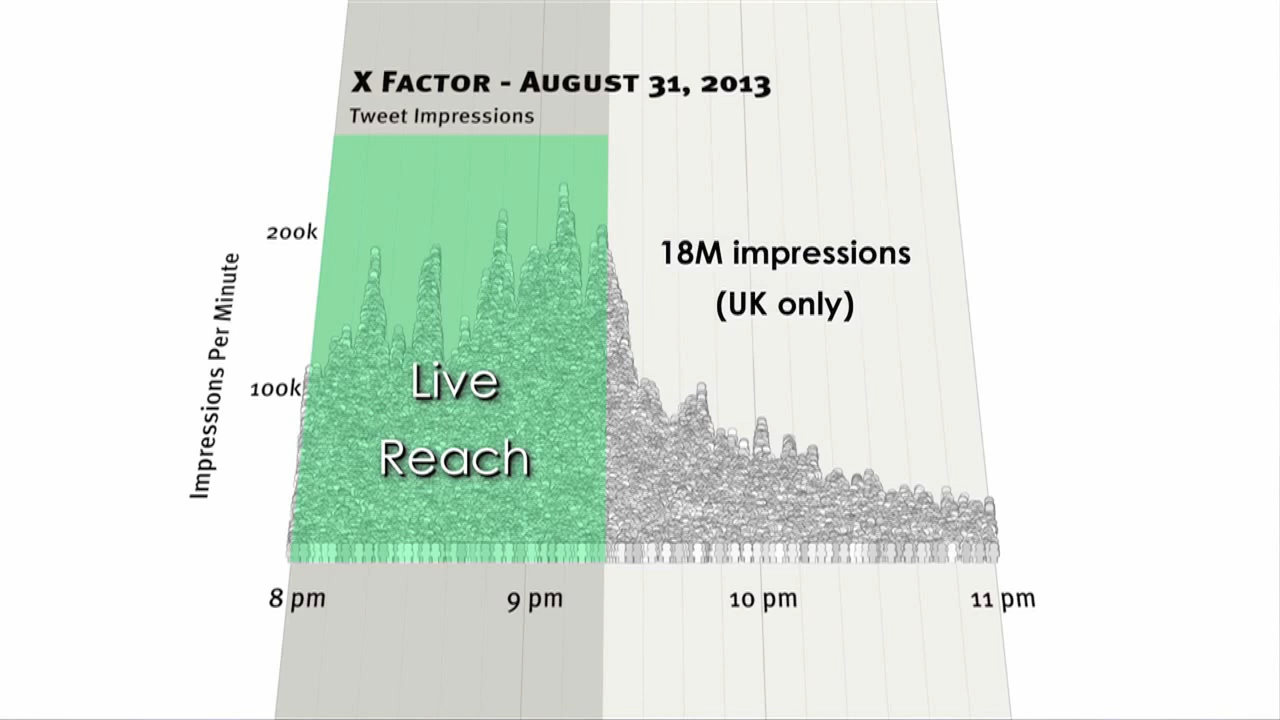 X Factor - August 31, 2013
Tweet Impressions
200k
100k
Impressions Per Minute
18M impressions
(UK only)
Live
Reach
8 pm
9 pm
10 pm
11 pm